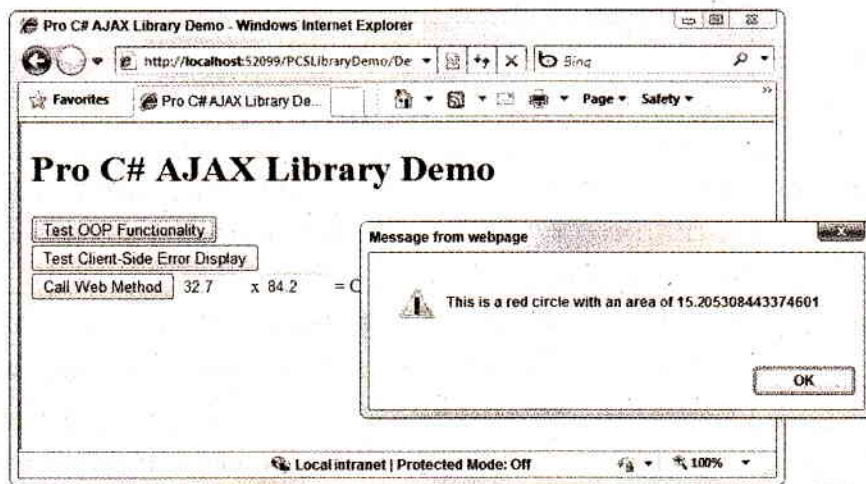 Pro C# AJAX Library Demo - Windows Internet Explorer
http://localhost:52099/PCSLibraryDemo/De
Bing
Favorites Pro C# AJAX Library De... Page Safety
Pro C# AJAX Library Demo
Test OOP Functionality
Test Client-Side Error Display
Call Web Method 32.7 x 84.2 =
Message from webpage
This is a red circle with an area of 15.205308443374601
OK
Local intranet | Protected Mode: Off 100%